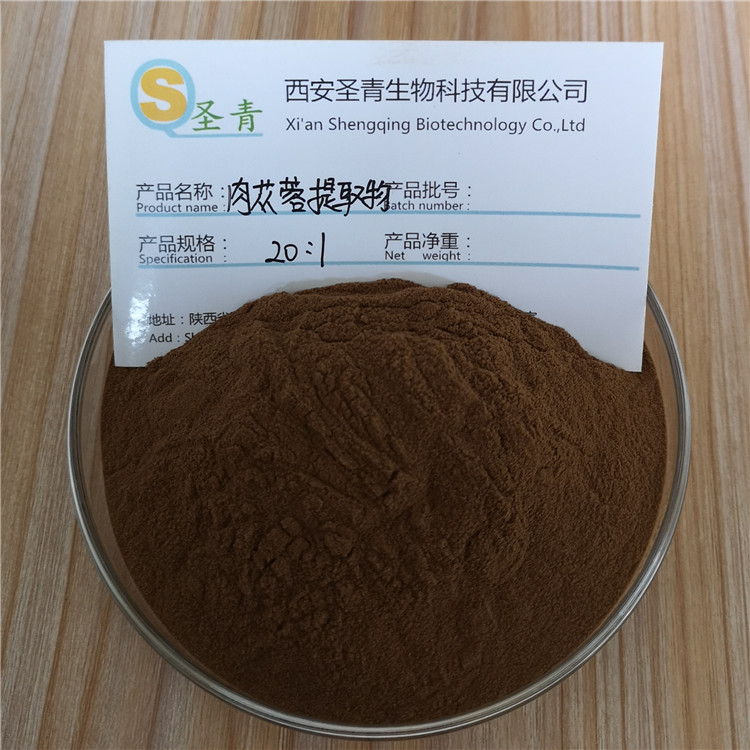 S 圣青
西安圣青生物科技有限公司
Xi'an Shengqing Biotechnology Co.,Ltd
产品名称：肉苁蓉提取物 产品批号：
Product name : Batch number :
产品规格： 20:1 产品净重：
Specification : Net weight :
地址：陕西省
Add :